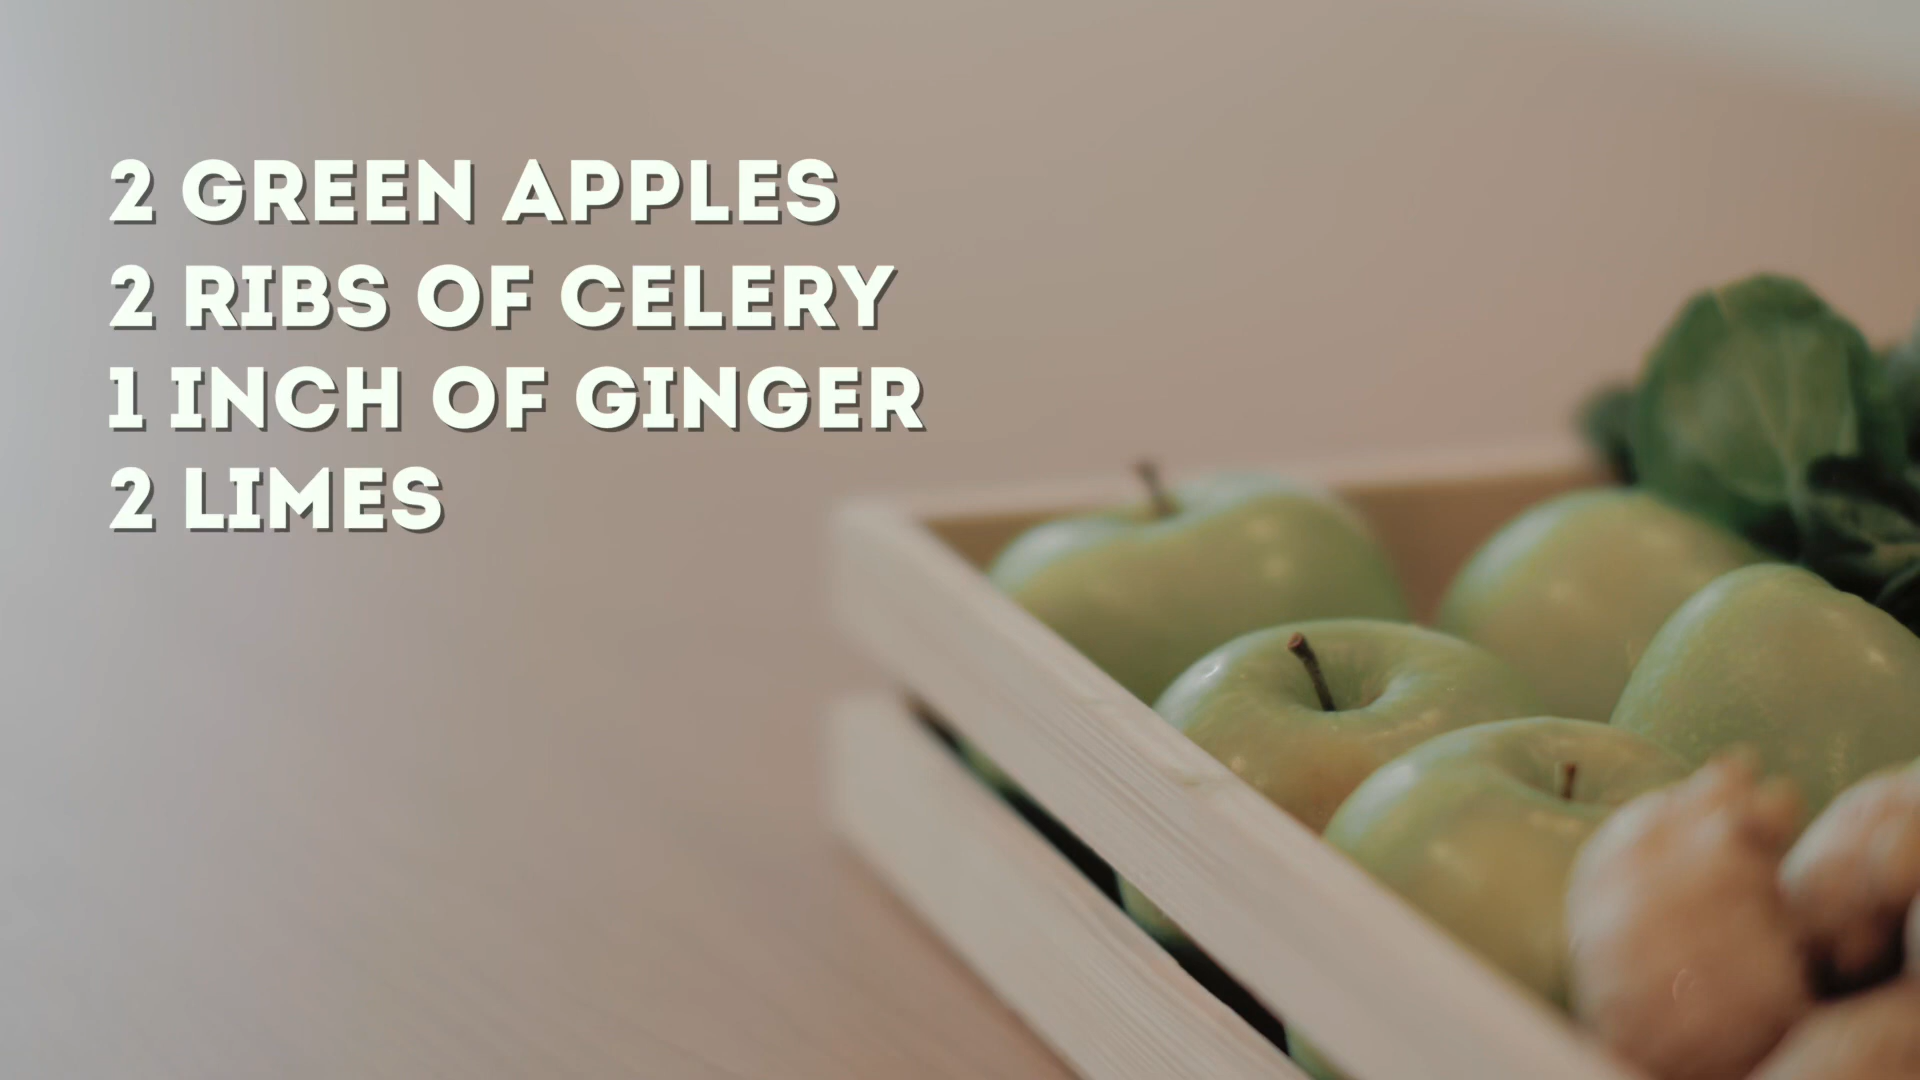 2 GREEN APPLES
2 RIBS OF CELERY
1 INCH OF GINGER
2 LIMES